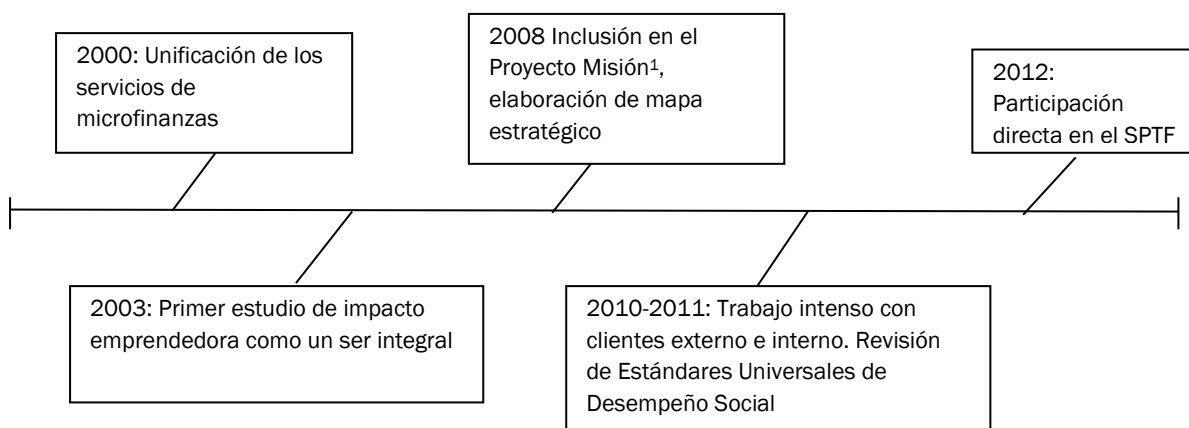 2000: Unificación de los
servicios de
microfinanzas
2003: Primer estudio de impacto
emprendedora como un ser integral
2008 Inclusión en el
Proyecto Misión¹,
elaboración de mapa
estratégico
2010-2011: Trabajo intenso con
clientes externo e interno. Revisión
de Estándares Universales de
Desempeño Social
2012:
Participación
directa en el SPTF